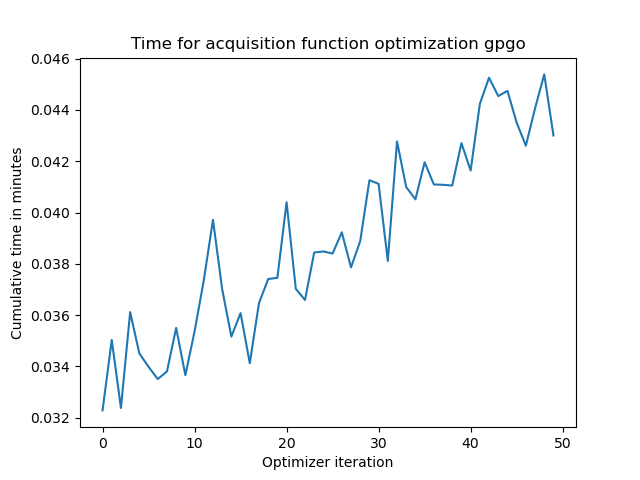 Time for acquisition function optimization gpgo
Cumulative time in minutes
0.046
0.044
0.042
0.040
0.038
0.036
0.034
0.032
0 10 20 30 40 50
Optimizer iteration